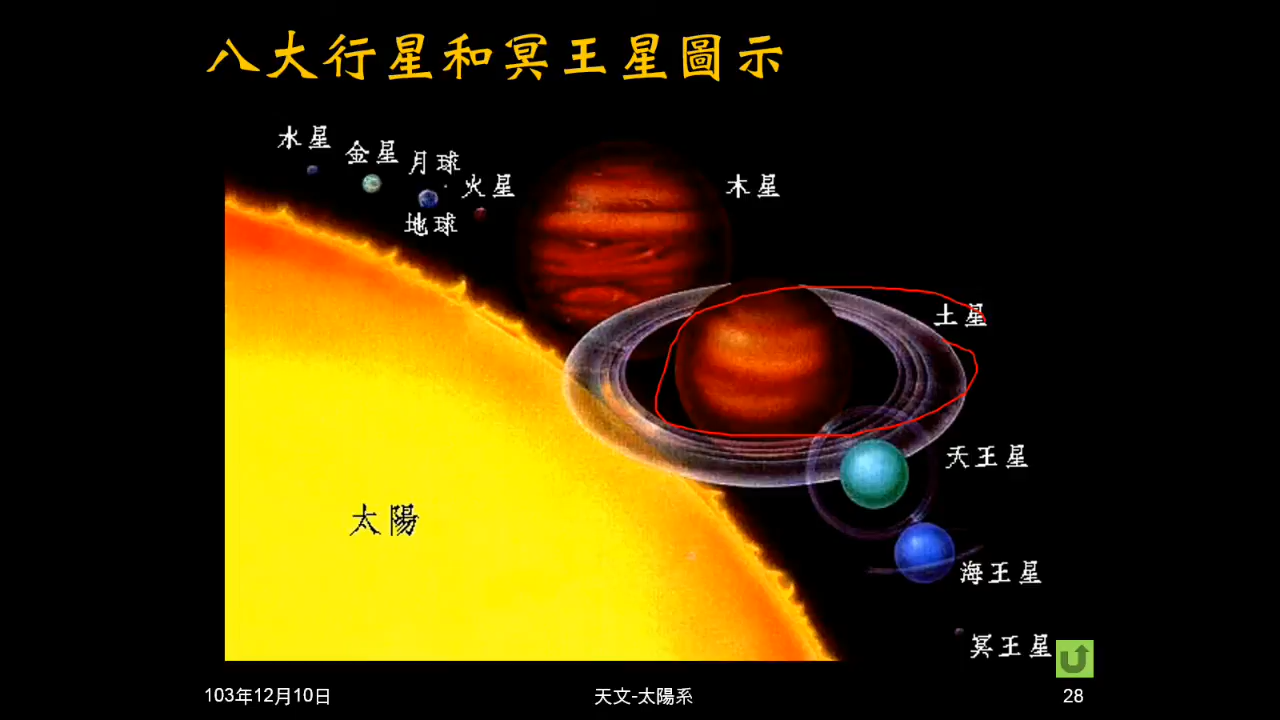 八大行星和冥王星圖示
水星
金星
月球
火星
地球
木星
土星
天王星
太陽
海王星
冥王星
103年12月10日
天文-太陽系
28